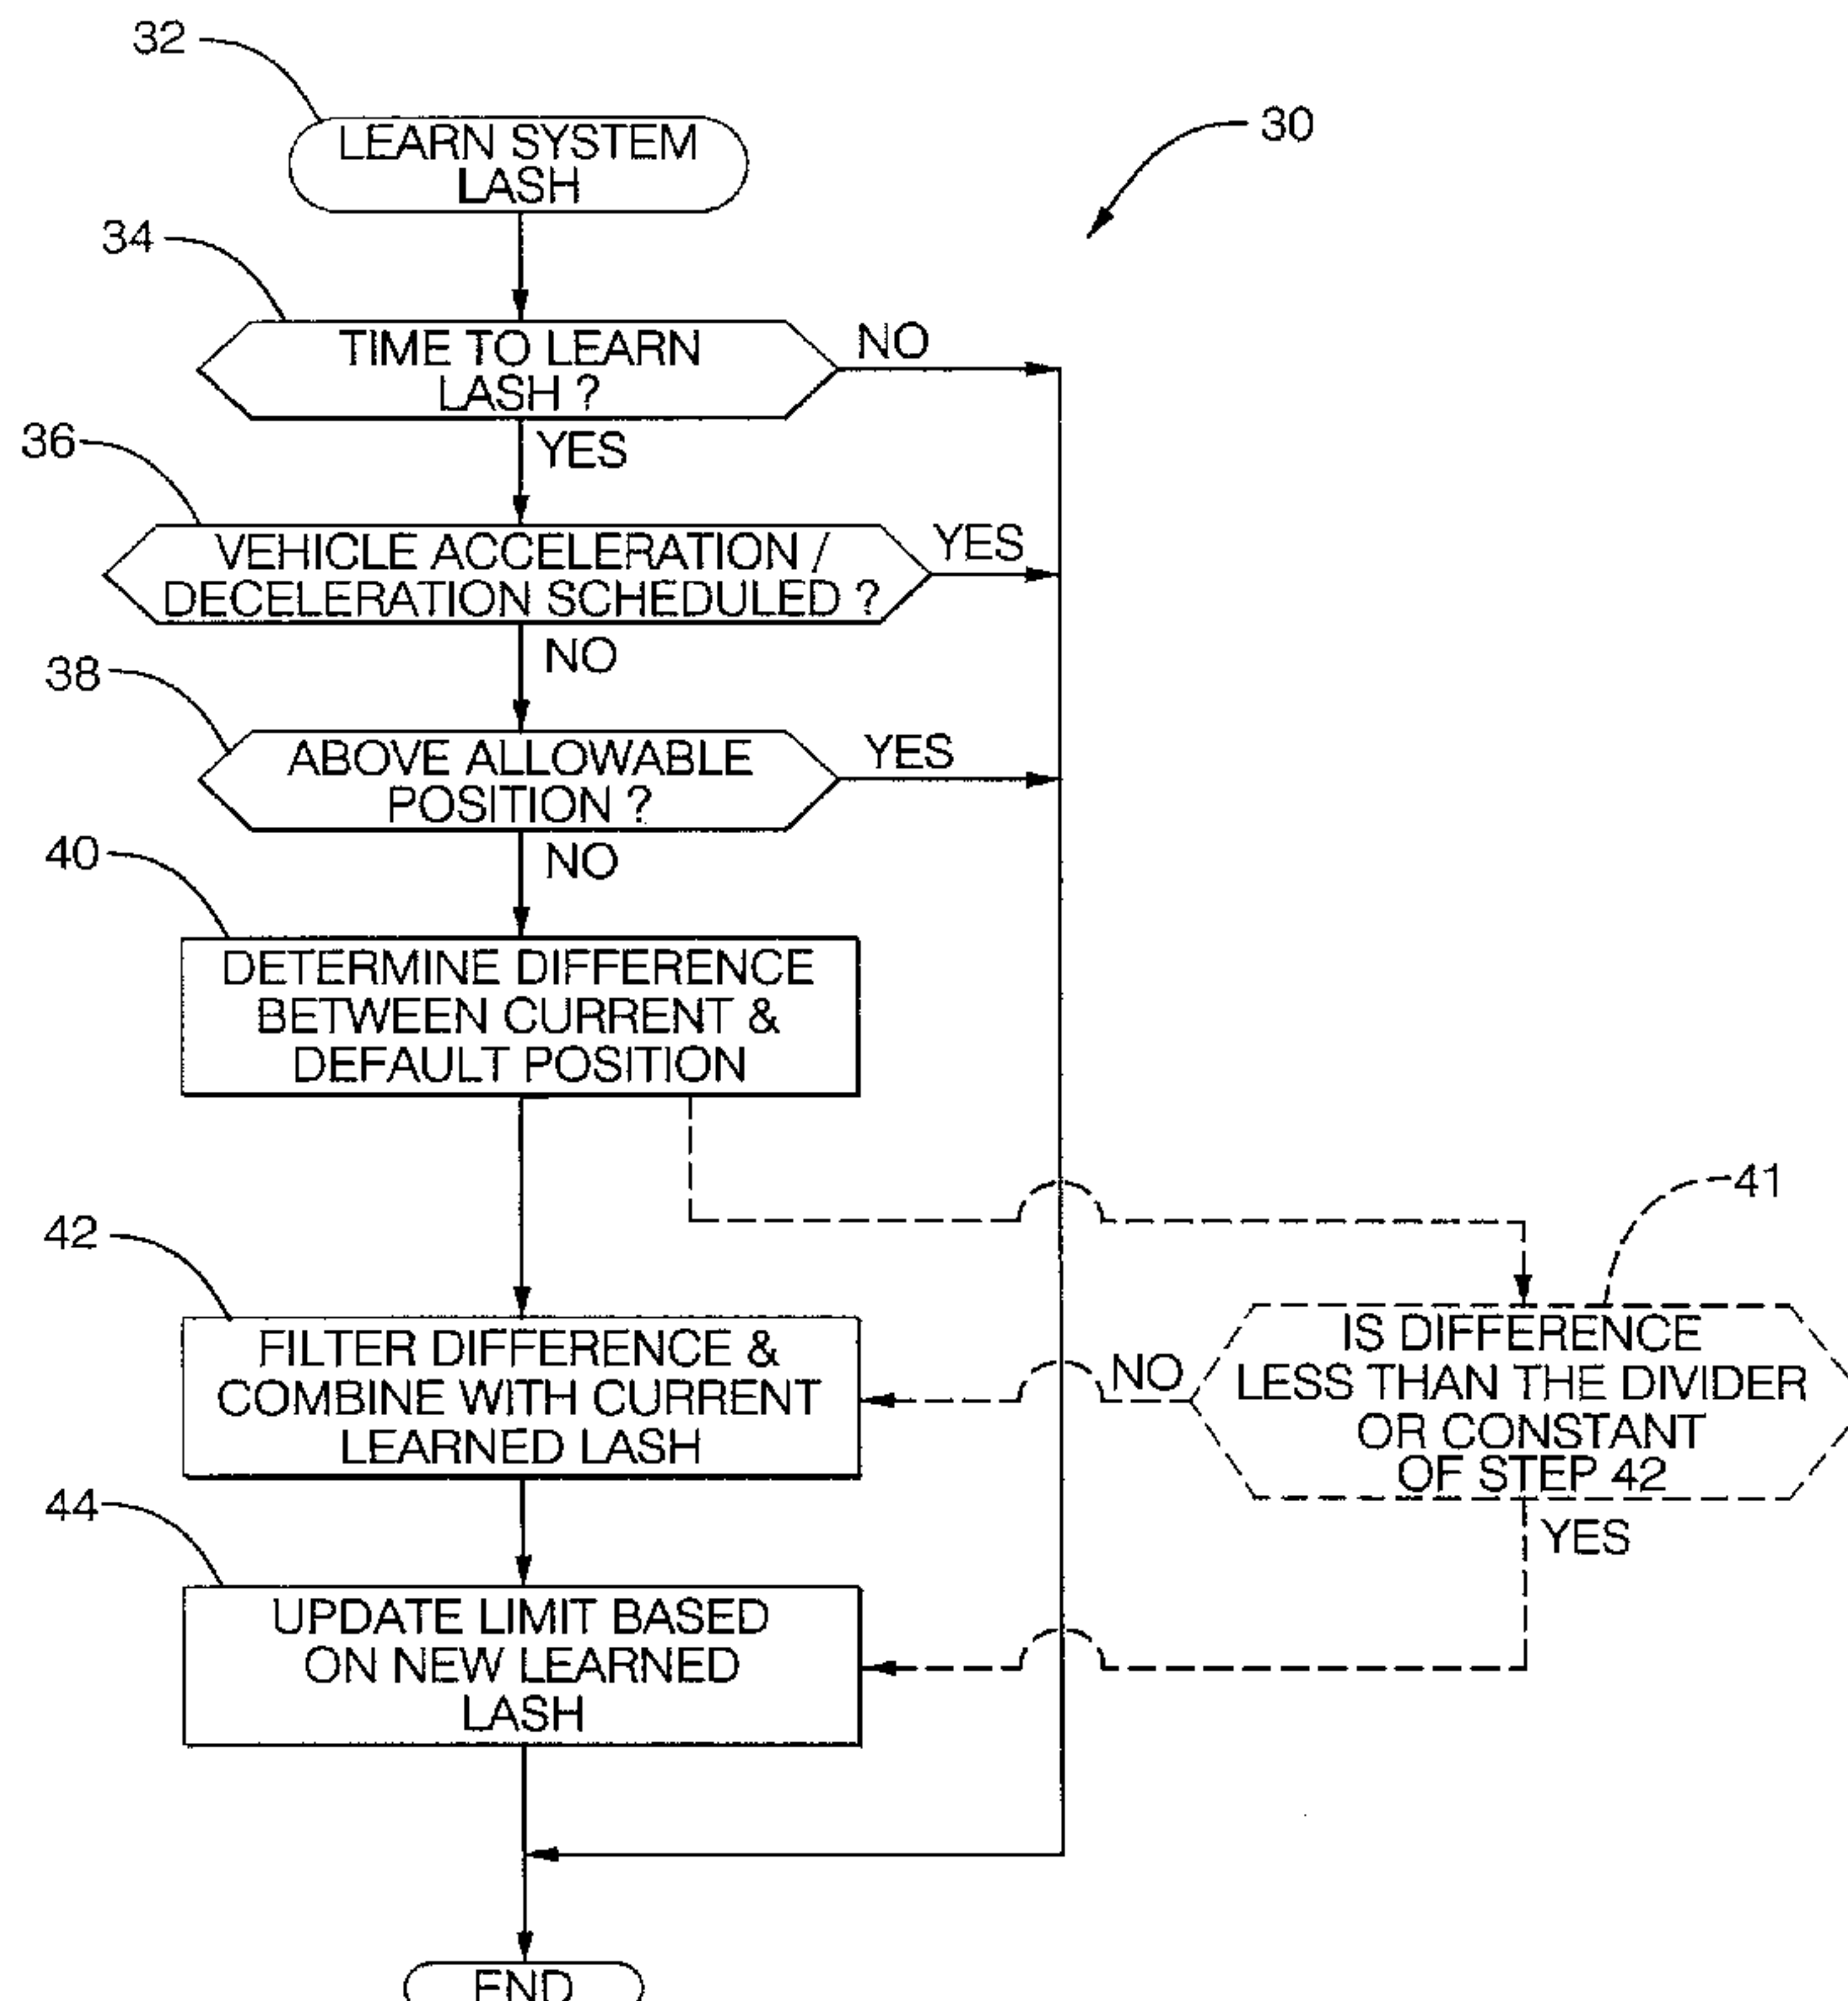 32
LEARN SYSTEM
LASH
30
34
TIME TO LEARN
LASH ?
NO
YES
36
VEHICLE ACCELERATION /
DECELERATION SCHEDULED ?
YES
NO
38
ABOVE ALLOWABLE
POSITION ?
YES
NO
40
DETERMINE DIFFERENCE
BETWEEN CURRENT &
DEFAULT POSITION
41
42
FILTER DIFFERENCE &
COMBINE WITH CURRENT
LEARNED LASH
NO
IS DIFFERENCE
LESS THAN THE DIVIDER
OR CONSTANT
OF STEP 42
YES
44
UPDATE LIMIT BASED
ON NEW LEARNED
LASH
END